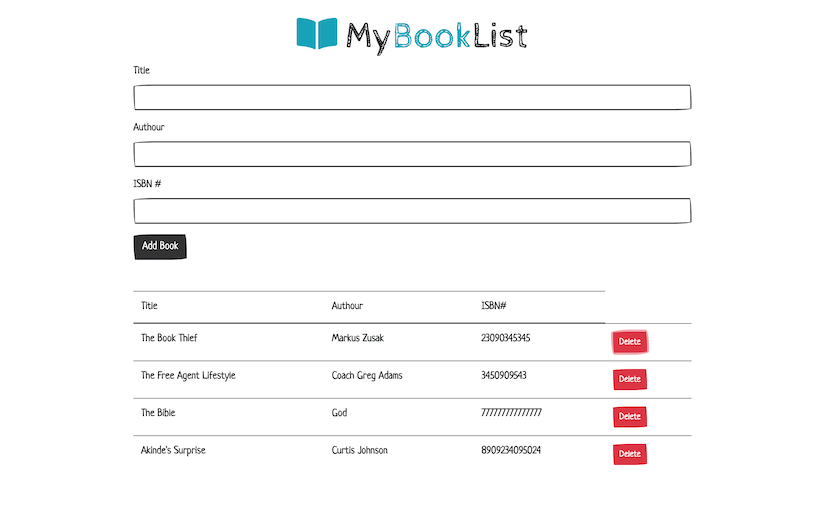 MyBookList
Title
Authour
ISBN #
Add Book
Title Authour ISBN#
The Book Thief Markus Zusak 23090345345 Delete
The Free Agent Lifestyle Coach Greg Adams 3450909543 Delete
The Bible God 777777777777777 Delete
Akinde's Surprise Curtis Johnson 8909234095024 Delete